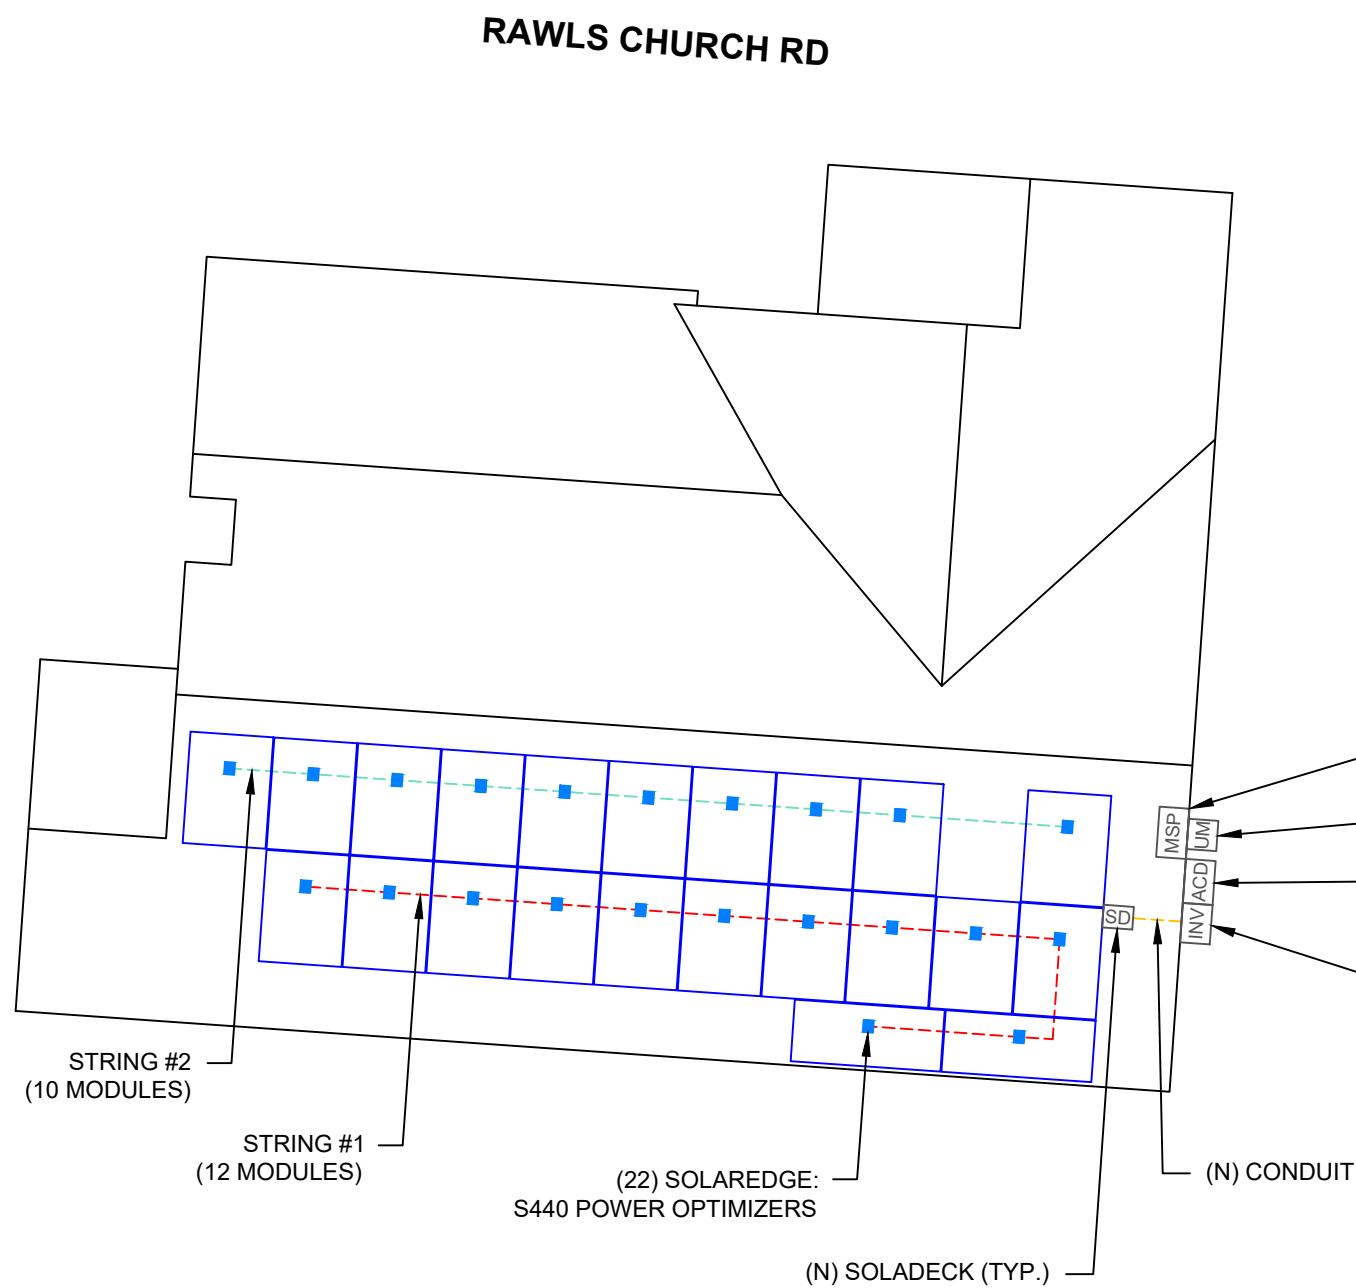 RAWLS CHURCH RD
MSP
UM
ACD
INV
SD
STRING #2
(10 MODULES)
STRING #1
(12 MODULES)
(22) SOLAREDGE:
S440 POWER OPTIMIZERS
(N) CONDUIT
(N) SOLADECK (TYP.)